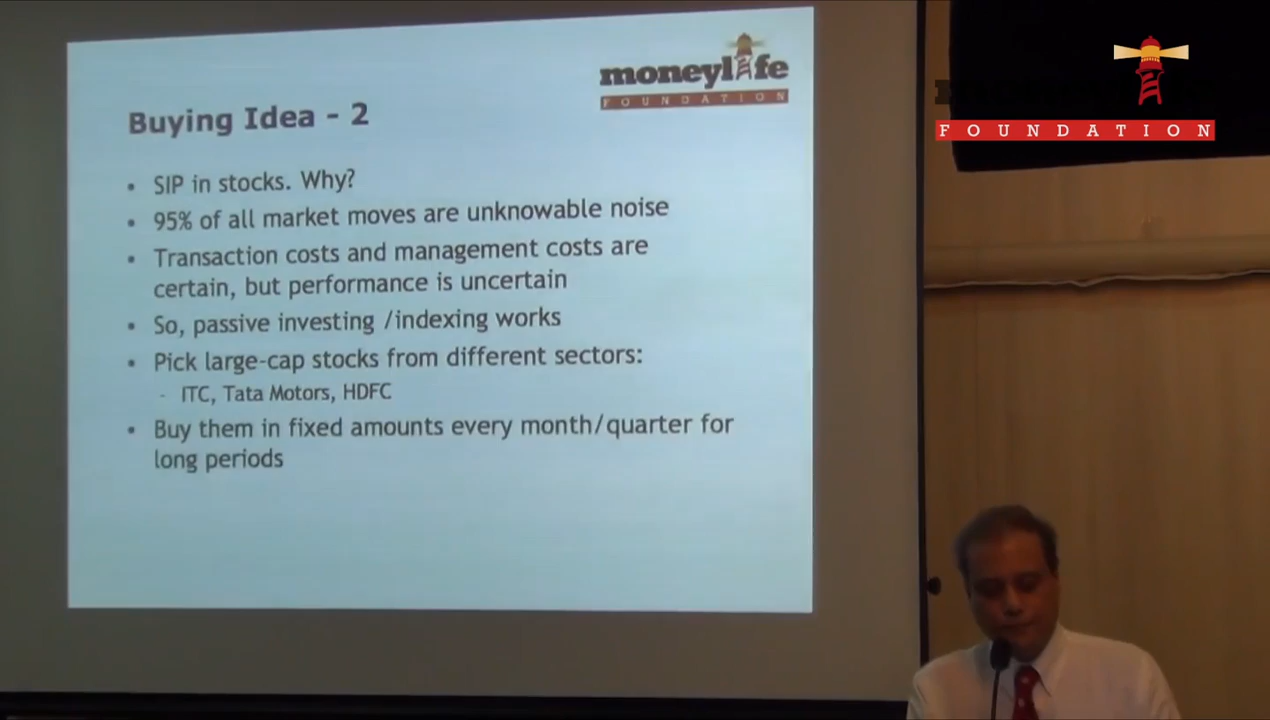 moneylife
FOUNDATION
Buying Idea - 2
• SIP in stocks. Why?
• 95% of all market moves are unknowable noise
• Transaction costs and management costs are
certain, but performance is uncertain
• So, passive investing /indexing works
• Pick large-cap stocks from different sectors:
- ITC, Tata Motors, HDFC
• Buy them in fixed amounts every month/quarter for
long periods
FOUNDATION